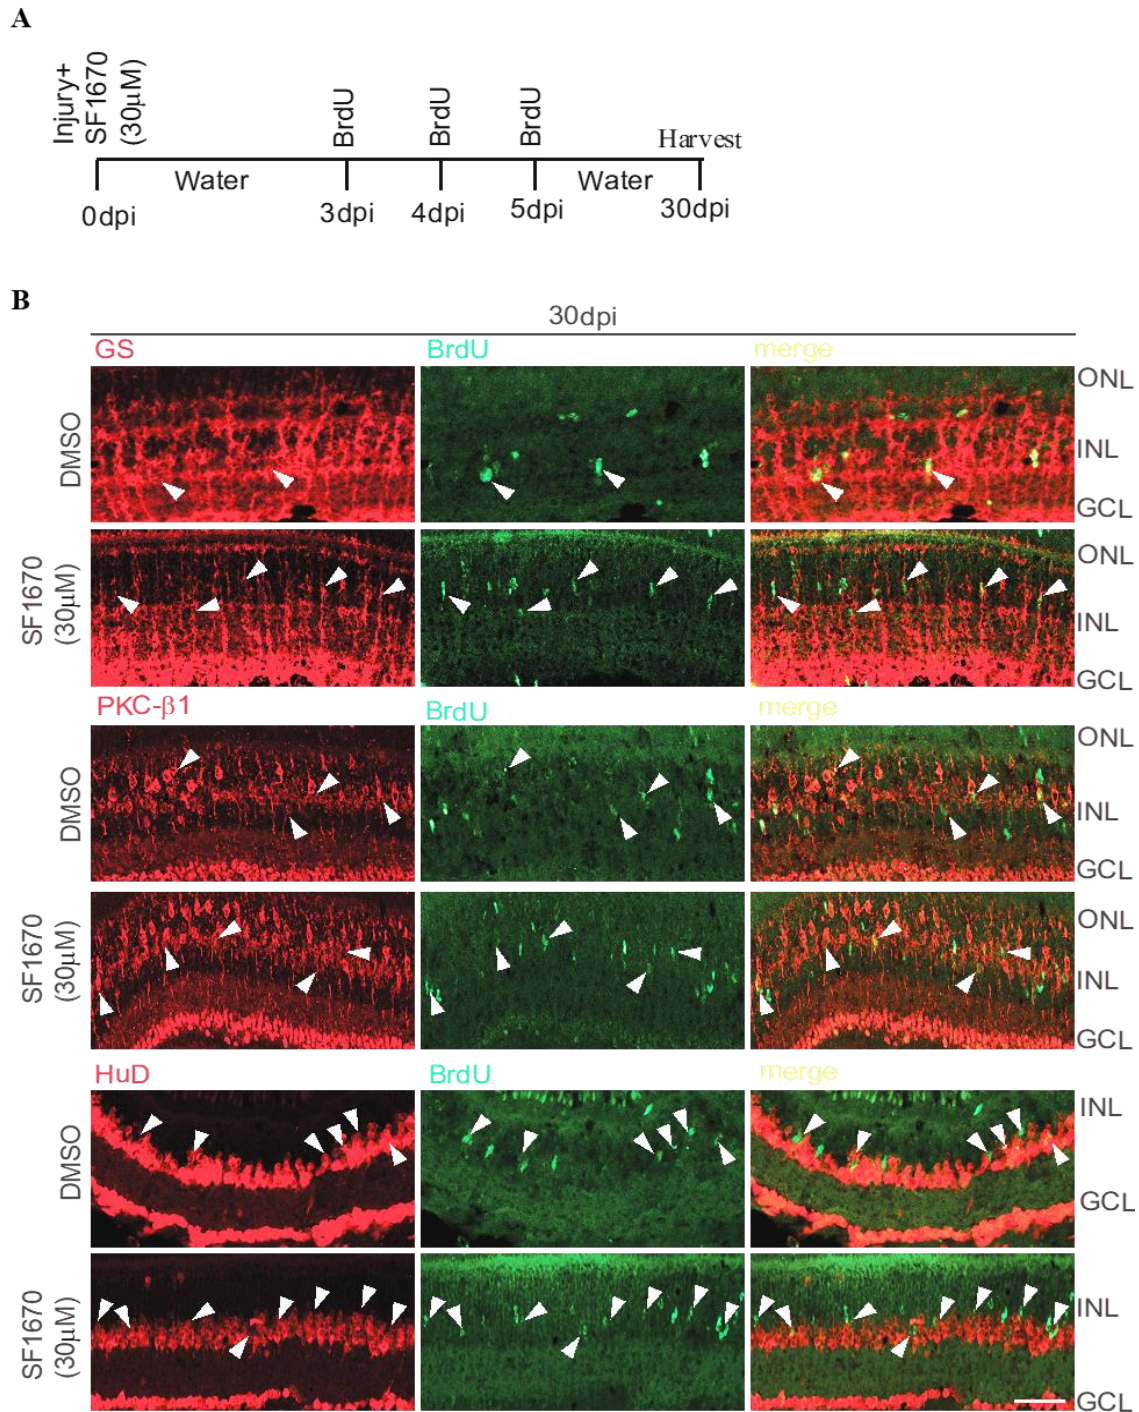 A
Injury+
SF1670
(30μM)
BrdU
BrdU
BrdU
Harvest
Water
Water
0dpi
3dpi
4dpi
5dpi
30dpi
B
30dpi
GS
BrdU
merge
DMSO
ONL
INL
GCL
SF1670
(30μM)
ONL
INL
GCL
PKC-β1
BrdU
merge
DMSO
ONL
INL
GCL
SF1670
(30μM)
ONL
INL
GCL
HuD
BrdU
merge
DMSO
INL
GCL
SF1670
(30μM)
INL
GCL